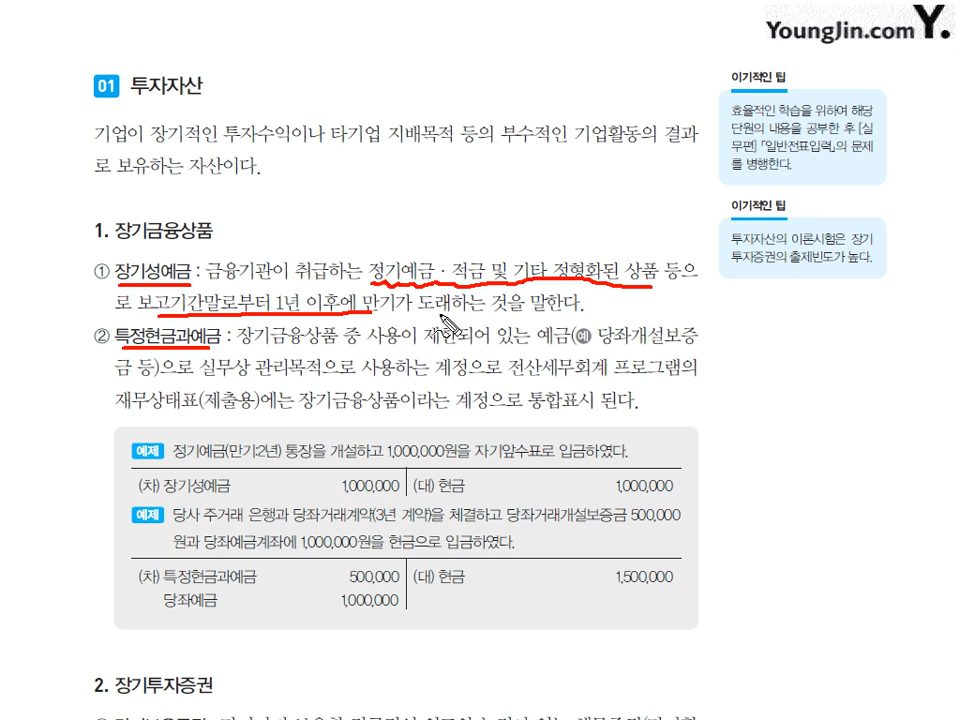 YoungJin.com Y.
01 투자자산
기업이 장기적인 투자수익이나 타기업 지배목적 등의 부수적인 기업활동의 결과
로 보유하는 자산이다.
1. 장기금융상품
① 장기성예금 : 금융기관이 취급하는 정기예금 · 적금 및 기타 정형화된 상품 등으
로 보고기간말로부터 1년 이후에 만기가 도래하는 것을 말한다.
② 특정현금과예금 : 장기금융상품 중 사용이 제한되어 있는 예금(예 당좌개설보증
금 등)으로 실무상 관리목적으로 사용하는 계정으로 전산세무회계 프로그램의
재무상태표(제출용)에는 장기금융상품이라는 계정으로 통합표시 된다.
예제 정기예금(만기:2년) 통장을 개설하고 1,000,000원을 자기앞수표로 입금하였다.
(차) 장기성예금 1,000,000 (대) 현금 1,000,000
예제 당사 주거래 은행과 당좌거래계약(3년 계약)을 체결하고 당좌거래개설보증금 500,000
원과 당좌예금계좌에 1,000,000원을 현금으로 입금하였다.
(차) 특정현금과예금 500,000 (대) 현금 1,500,000
당좌예금 1,000,000
2. 장기투자증권
이기적인 팁
효율적인 학습을 위하여 해당
단원의 내용을 공부한 후 [실
무편] 「일반전표입력」의 문제
를 병행한다.
이기적인 팁
투자자산의 이론시험은 장기
투자증권의 출제빈도가 높다.